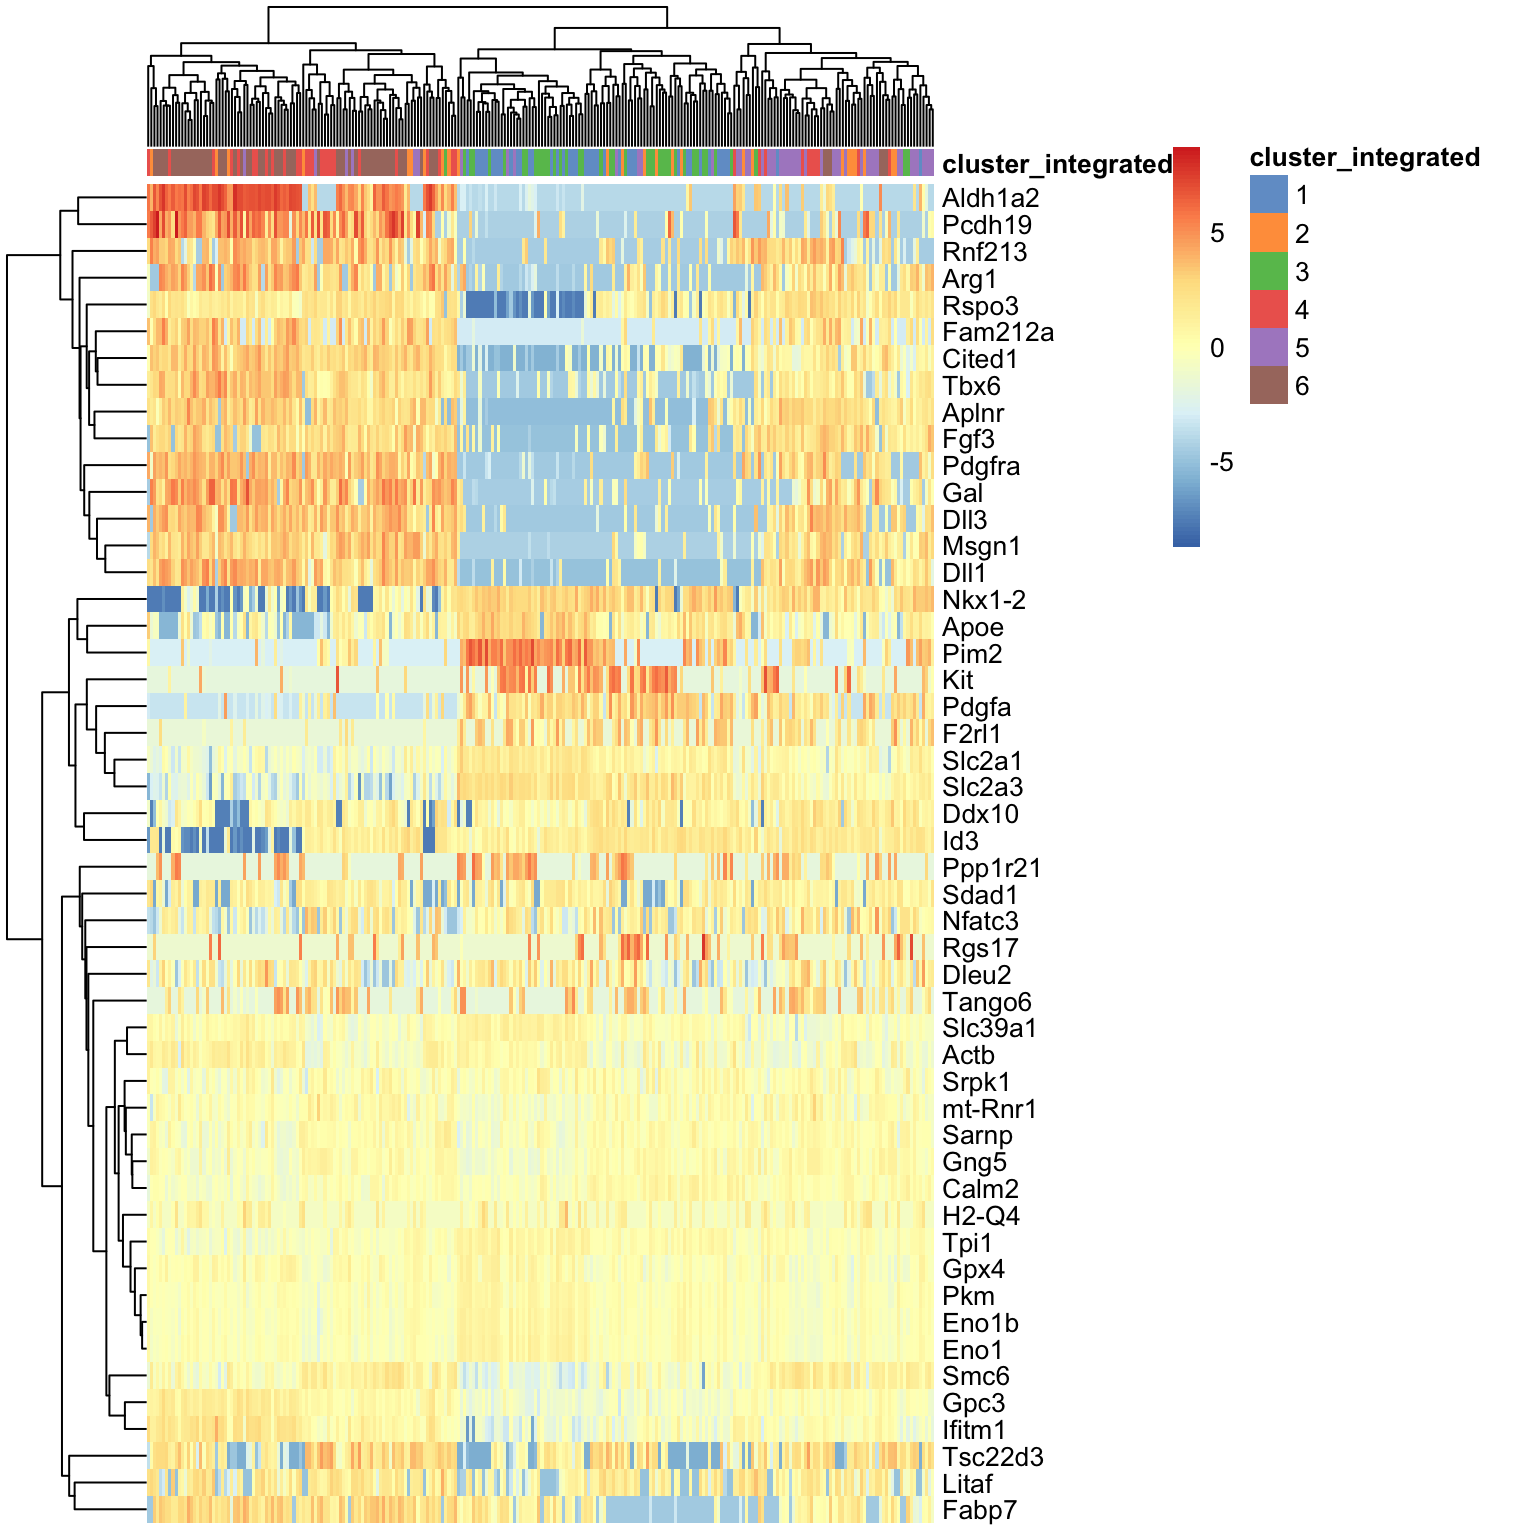 cluster_integrated
Aldh1a2
Pcdh19
Rnf213
Arg1
Rspo3
Fam212a
Cited1
Tbx6
Aplnr
Fgf3
Pdgfra
Gal
Dll3
Msgn1
Dll1
Nkx1-2
Apoe
Pim2
Kit
Pdgfa
F2rl1
Slc2a1
Slc2a3
Ddx10
Id3
Ppp1r21
Sdad1
Nfatc3
Rgs17
Dleu2
Tango6
Slc39a1
Actb
Srpk1
mt-Rnr1
Sarnp
Gng5
Calm2
H2-Q4
Tpi1
Gpx4
Pkm
Eno1b
Eno1
Smc6
Gpc3
Ifitm1
Tsc22d3
Litaf
Fabp7
5
0
-5
cluster_integrated
1
2
3
4
5
6